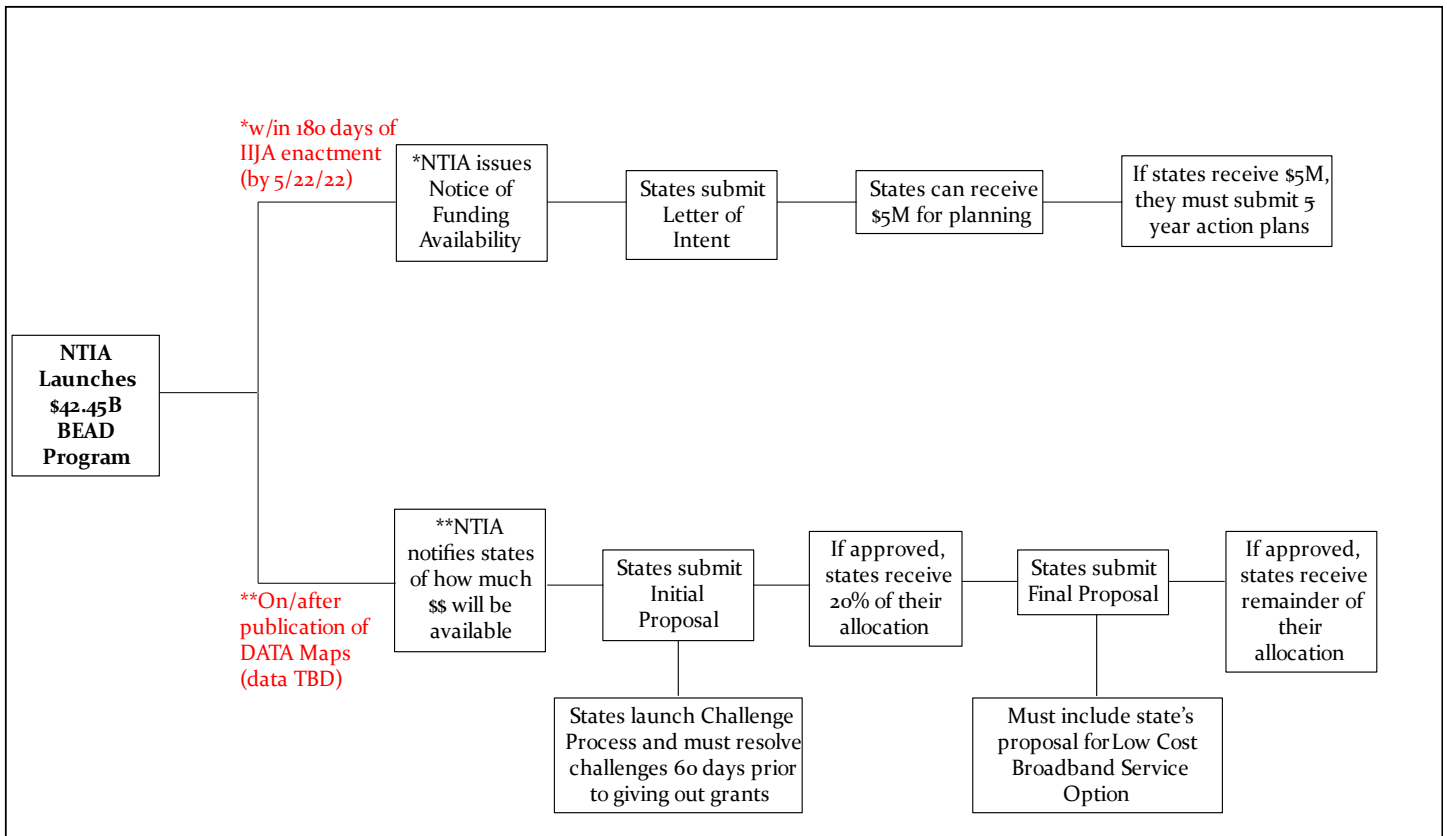 *w/in 180 days of
IIJA enactment
(by 5/22/22)
*NTIA issues
Notice of
Funding
Availability
States submit
Letter of
Intent
States can receive
$5M for planning
If states receive $5M,
they must submit 5
year action plans
NTIA
Launches
$42.45B
BEAD
Program
**On/after
publication of
DATA Maps
(data TBD)
**NTIA
notifies states
of how much
$$ will be
available
States submit
Initial
Proposal
If approved,
states receive
20% of their
allocation
States submit
Final Proposal
If approved,
states receive
remainder of
their
allocation
States launch Challenge
Process and must resolve
challenges 60 days prior
to giving out grants
Must include state's
proposal for Low Cost
Broadband Service
Option